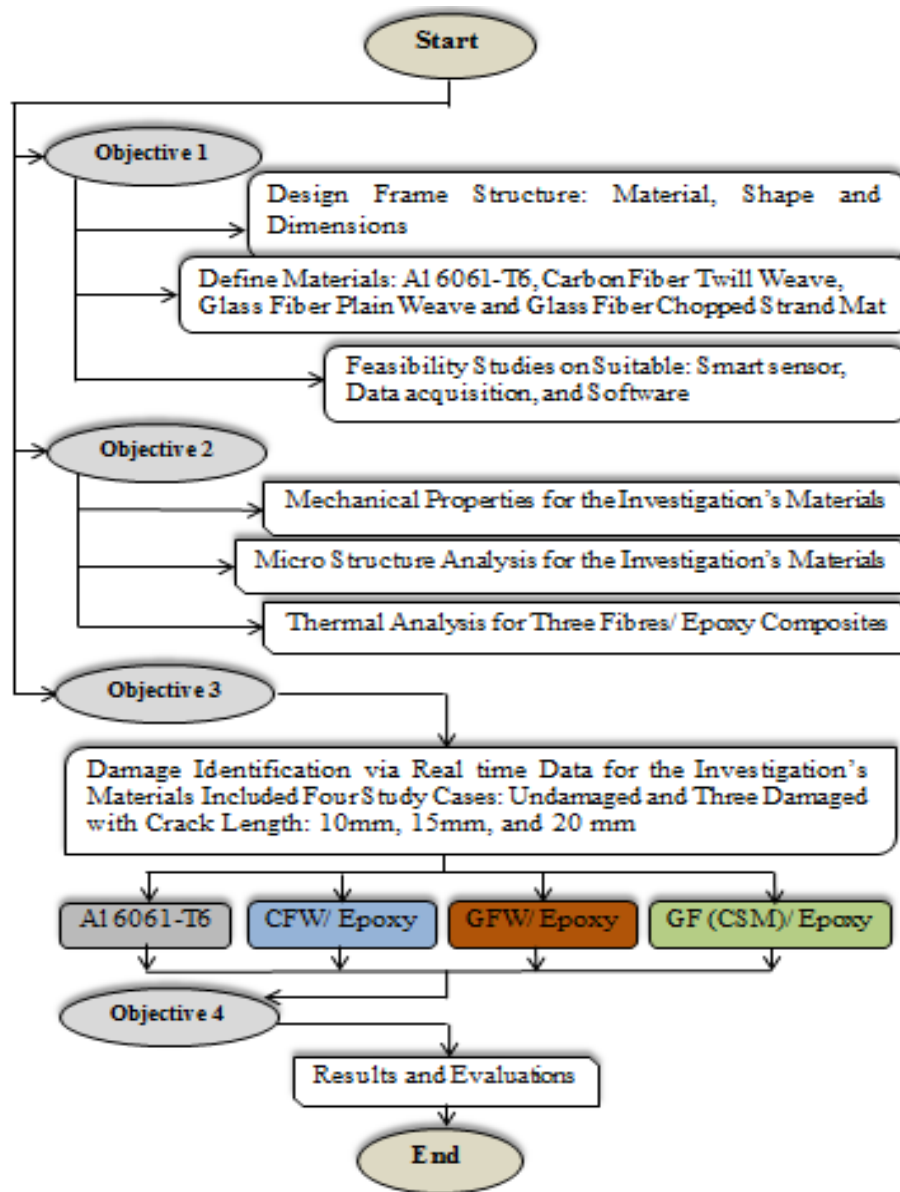 Start
Objective 1
Design Frame Structure: Material, Shape and
Dimensions
Define Materials: Al 6061-T6, Carbon Fiber Twill Weave,
Glass Fiber Plain Weave and Glass Fiber Chopped Strand Mat
Feasibility Studies on Suitable: Smart sensor,
Data acquisition, and Software
Objective 2
Mechanical Properties for the Investigation's Materials
Micro Structure Analysis for the Investigation's Materials
Thermal Analysis for Three Fibres/ Epoxy Composites
Objective 3
Damage Identification via Real time Data for the Investigation's
Materials Included Four Study Cases: Undamaged and Three Damaged
with Crack Length: 10mm, 15mm, and 20 mm
Al 6061-T6
CFW/ Epoxy
GFW/ Epoxy
GF (CSM)/ Epoxy
Objective 4
Results and Evaluations
End